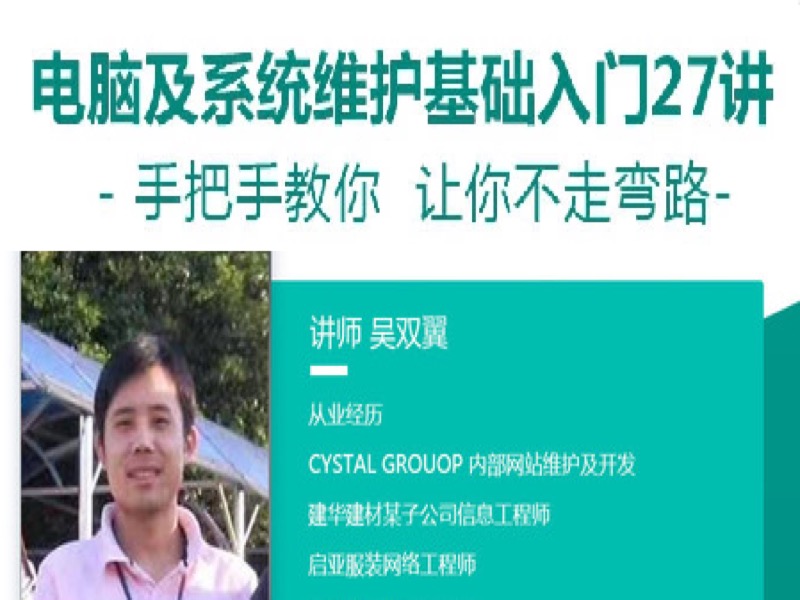 电脑及系统维护基础入门27讲
- 手把手教你 让你不走弯路-
讲师 吴双翼
从业经历
CYSTAL GROUOP 内部网站维护及开发
建华建材某子公司信息工程师
启亚服装网络工程师